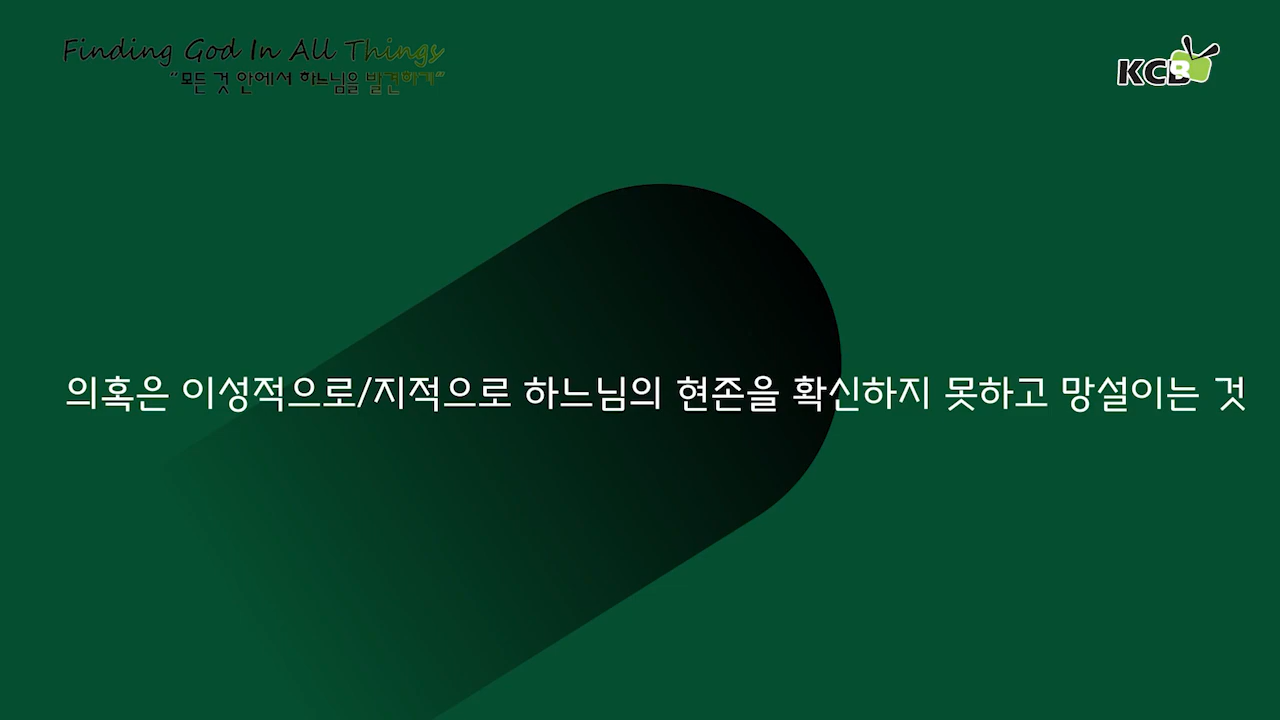 Finding God In All Things
"모든 것 안에서 하느님을 발견하기"
KCB
의혹은 이성적으로/지적으로 하느님의 현존을 확신하지 못하고 망설이는 것